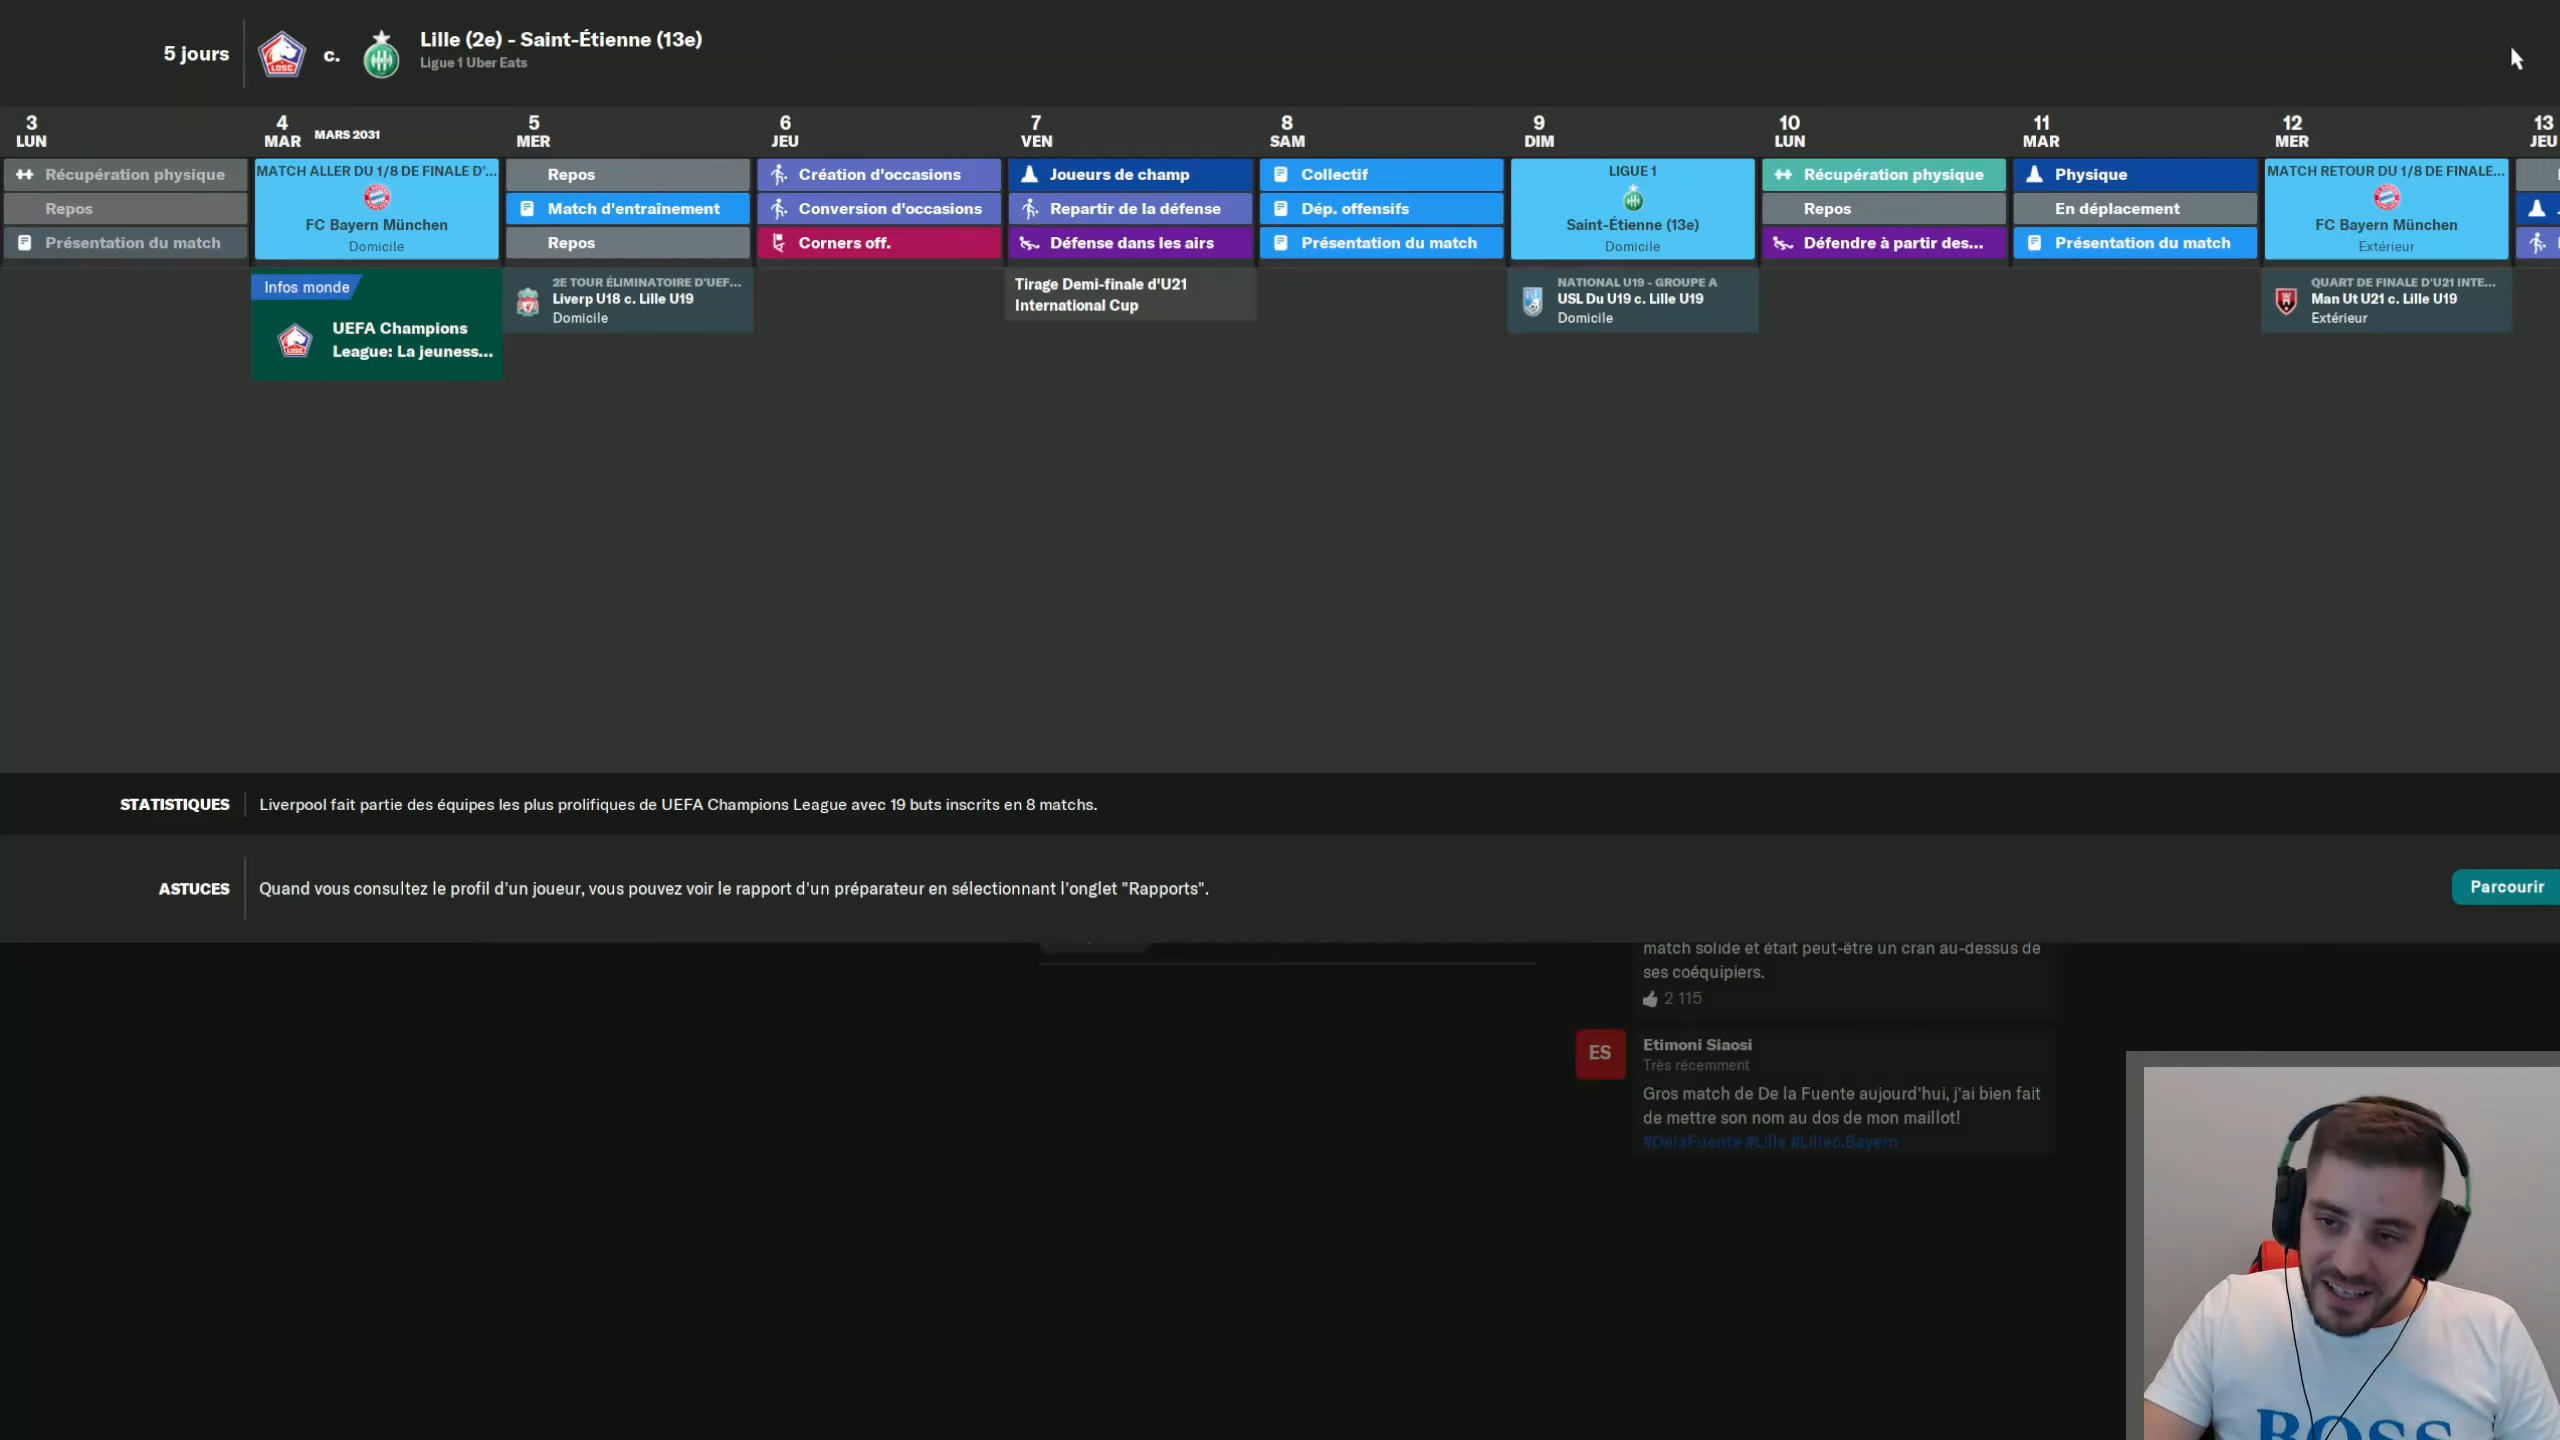 5 jours
c.
Lille (2e) - Saint-Étienne (13e)
Ligue 1 Uber Eats
3
LUN
4
MAR
MARS 2031
5
MER
6
JEU
7
VEN
8
SAM
9
DIM
10
LUN
11
MAR
12
MER
13
JEU
Récupération physique
Repos
Présentation du match
MATCH ALLER DU 1/8 DE FINALE D'...
FC Bayern München
Domicile
Repos
Match d'entraînement
Repos
Création d'occasions
Conversion d'occasions
Corners off.
Joueurs de champ
Repartir de la défense
Défense dans les airs
Collectif
Dép. offensifs
Présentation du match
LIGUE 1
Saint-Étienne (13e)
Domicile
Récupération physique
Repos
Défendre à partir des...
Physique
En déplacement
Présentation du match
MATCH RETOUR DU 1/8 DE FINALE...
FC Bayern München
Extérieur
Infos monde
UEFA Champions
League: La jeuness...
2E TOUR ÉLIMINATOIRE D'UEF...
Liverp U18 c. Lille U19
Domicile
Tirage Demi-finale d'U21
International Cup
NATIONAL U19 - GROUPE A
USL Du U19 c. Lille U19
Domicile
QUART DE FINALE D'U21 INTE...
Man Ut U21 c. Lille U19
Extérieur
STATISTIQUES
Liverpool fait partie des équipes les plus prolifiques de UEFA Champions League avec 19 buts inscrits en 8 matchs.
ASTUCES
Quand vous consultez le profil d'un joueur, vous pouvez voir le rapport d'un préparateur en sélectionnant l'onglet "Rapports".
Parcourir
match solide et était peut-être un cran au-dessus de
ses coéquipiers.
2 115
ES
Etimoni Siaosi
Très récemment
Gros match de De la Fuente aujourd'hui, j'ai bien fait
de mettre son nom au dos de mon maillot!
#DelaFuente #Lille #Lillec.Bayern
BOSS